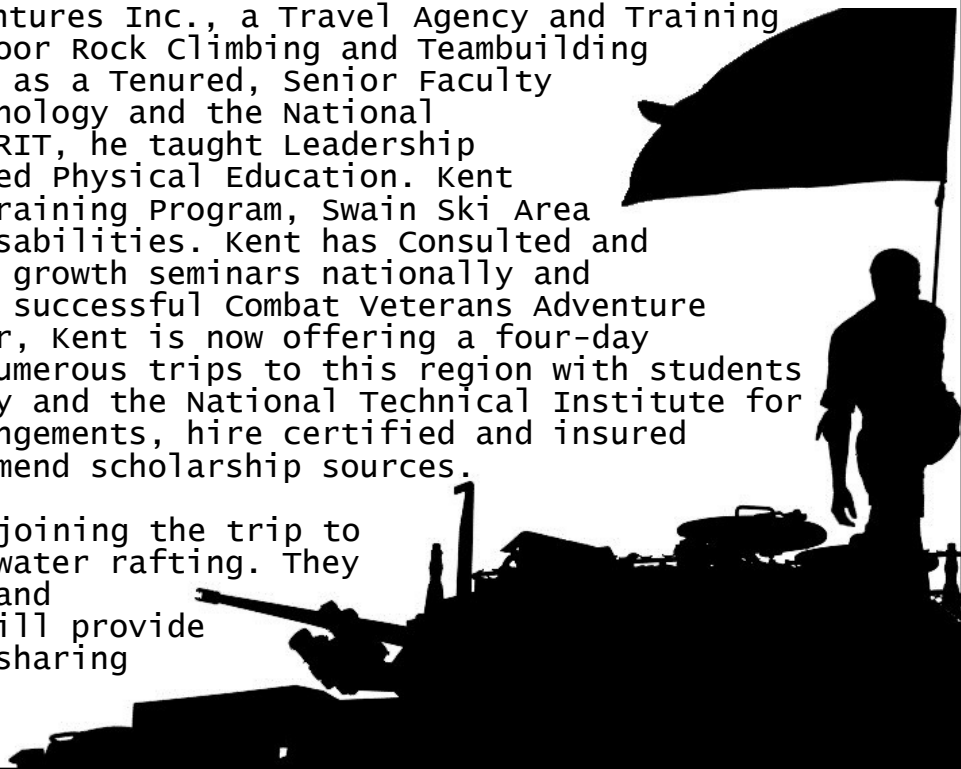 ntures Inc., a Travel Agency and Training
oor Rock Climbing and Teambuilding
as a Tenured, Senior Faculty
nology and the National
RIT, he taught Leadership
ed Physical Education. Kent
raining Program, Swain Ski Area
sabilities. Kent has Consulted and
growth seminars nationally and
successful Combat Veterans Adventure
r, Kent is now offering a four-day
umerous trips to this region with students
y and the National Technical Institute for
ngements, hire certified and insured
mend scholarship sources.
joining the trip to
water rafting. They
and
ill provide
sharing